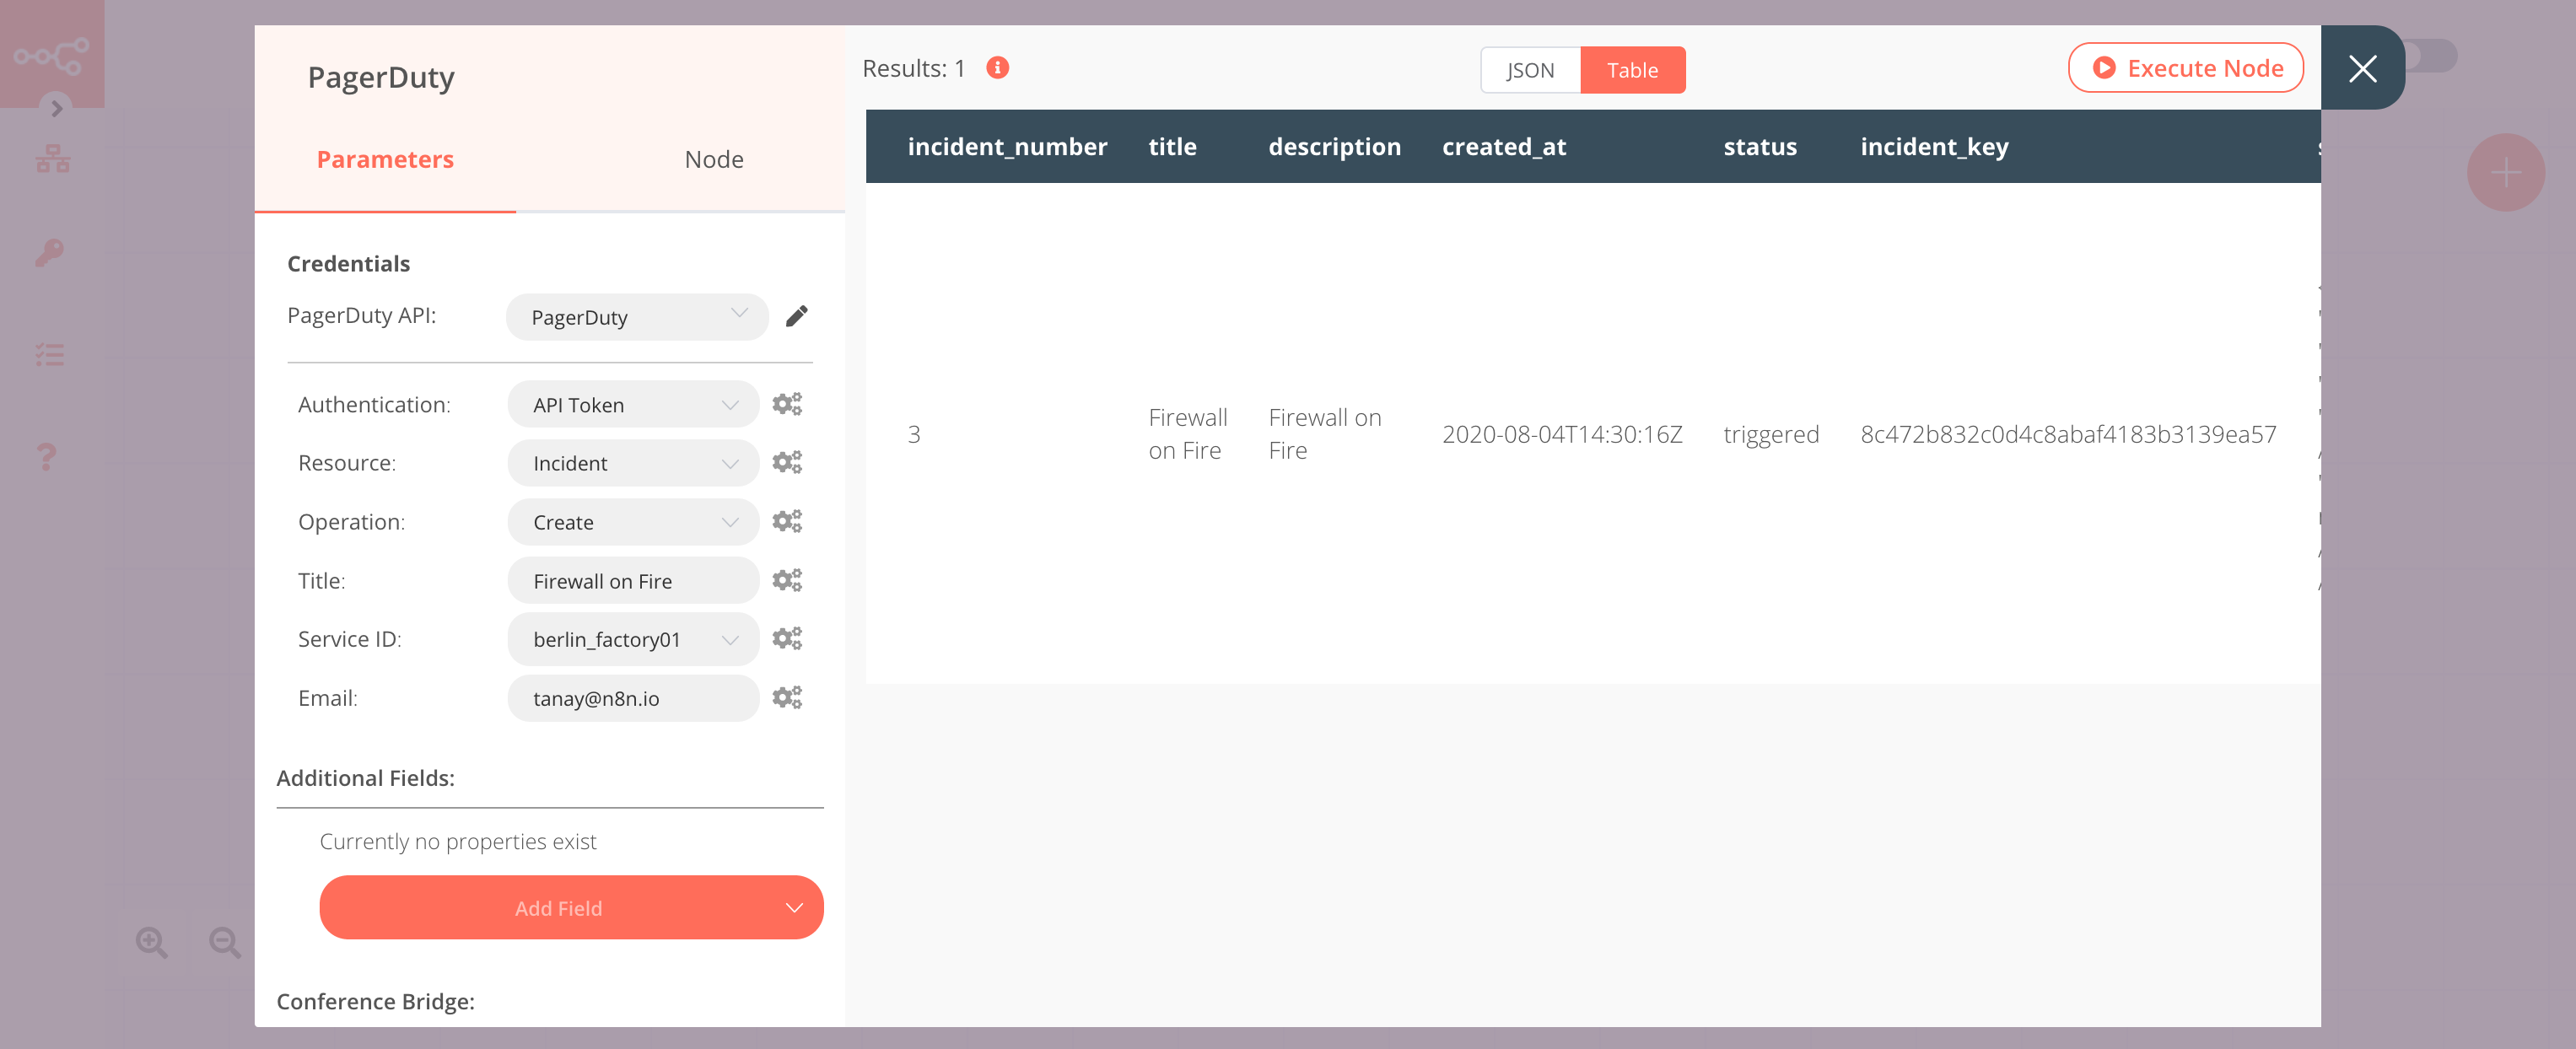 PagerDuty
Parameters
Node
Credentials
PagerDuty API:
PagerDuty
Authentication:
API Token
Resource:
Incident
Operation:
Create
Title:
Firewall on Fire
Service ID:
berlin_factory01
Email:
tanay@n8n.io
Additional Fields:
Currently no properties exist
Add Field
Conference Bridge:
Results: 1
JSON
Table
Execute Node
incident_number title description created_at status incident_key
3
Firewall
on Fire
Firewall on
Fire
2020-08-04T14:30:16Z
triggered
8c472b832c0d4c8abaf4183b3139ea57